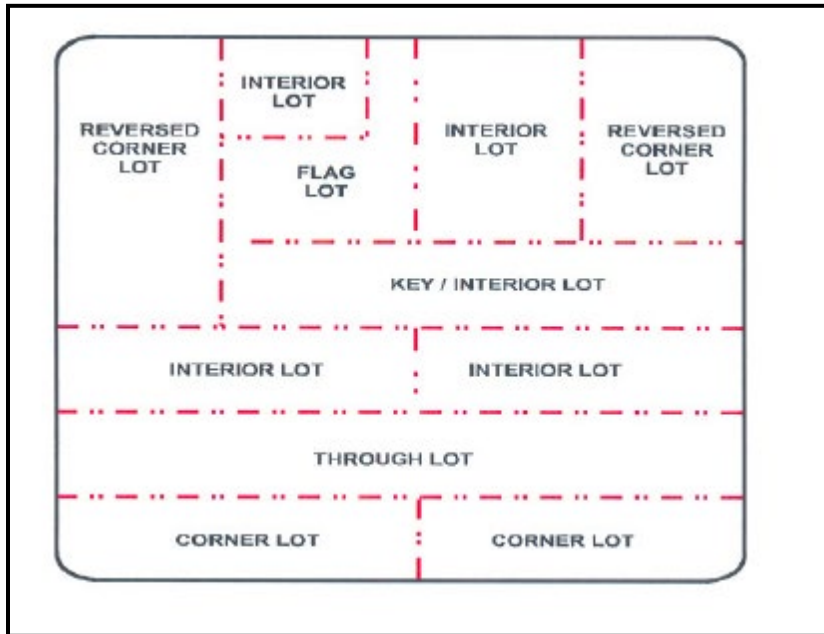 INTERIOR
LOT
REVERSED
CORNER
LOT
FLAG
LOT
INTERIOR
LOT
REVERSED
CORNER
LOT
KEY / INTERIOR LOT
INTERIOR LOT
INTERIOR LOT
THROUGH LOT
CORNER LOT
CORNER LOT